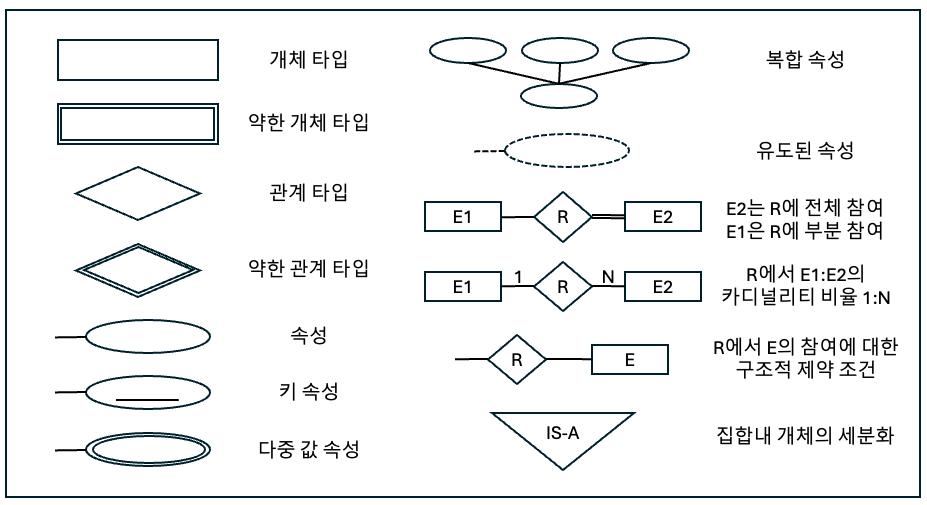 개체 타입
약한 개체 타입
관계 타입
약한 관계 타입
속성
키 속성
다중 값 속성
복합 속성
유도된 속성
E1 R E2
E2는 R에 전체 참여
E1은 R에 부분 참여
E1 1 R N E2
R에서 E1:E2의
카디널리티 비율 1:N
R E
R에서 E의 참여에 대한
구조적 제약 조건
IS-A
집합내 개체의 세분화